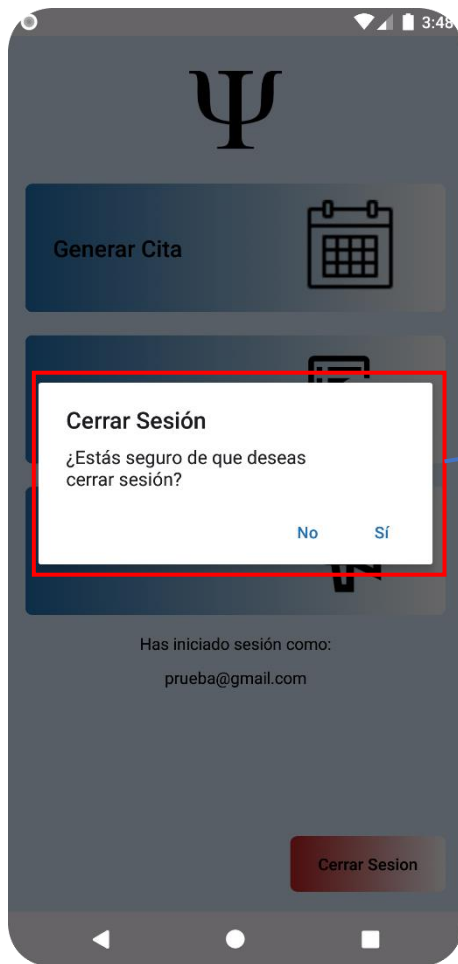 3:48
Ψ
Generar Cita
Cerrar Sesión
¿Estás seguro de que deseas
cerrar sesión?
No Sí
Has iniciado sesión como:
prueba@gmail.com
Cerrar Sesion